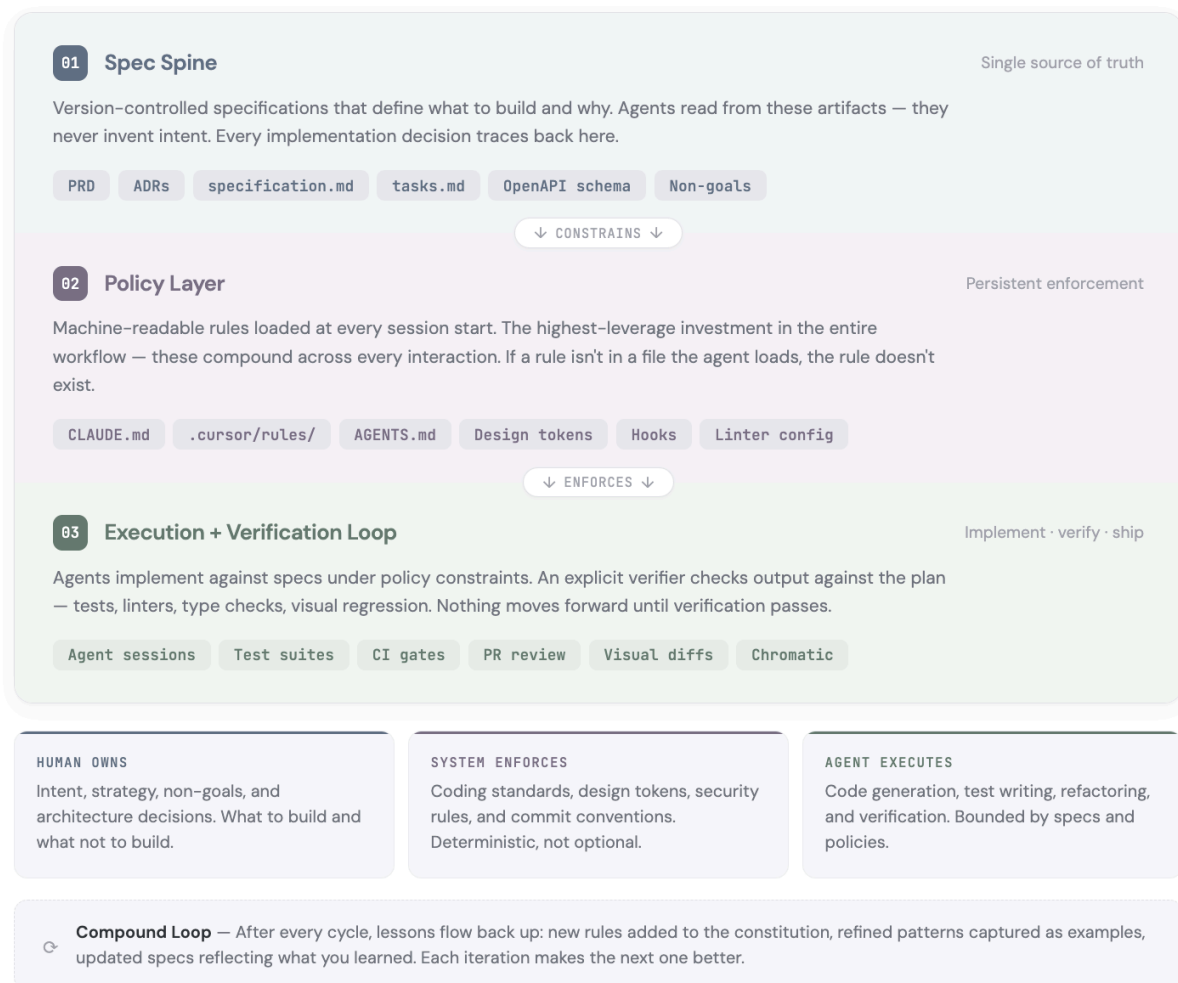 01 Spec Spine Single source of truth
Version-controlled specifications that define what to build and why. Agents read from these artifacts — they
never invent intent. Every implementation decision traces back here.
PRD ADRs specification.md tasks.md OpenAPI schema Non-goals
↓ CONSTRAINS ↓
02 Policy Layer Persistent enforcement
Machine-readable rules loaded at every session start. The highest-leverage investment in the entire
workflow — these compound across every interaction. If a rule isn't in a file the agent loads, the rule doesn't
exist.
CLAUDE.md .cursor/rules/ AGENTS.md Design tokens Hooks Linter config
↓ ENFORCES ↓
03 Execution + Verification Loop Implement · verify · ship
Agents implement against specs under policy constraints. An explicit verifier checks output against the plan
— tests, linters, type checks, visual regression. Nothing moves forward until verification passes.
Agent sessions Test suites CI gates PR review Visual diffs Chromatic
HUMAN OWNS
Intent, strategy, non-goals, and
architecture decisions. What to build and
what not to build.
SYSTEM ENFORCES
Coding standards, design tokens, security
rules, and commit conventions.
Deterministic, not optional.
AGENT EXECUTES
Code generation, test writing, refactoring,
and verification. Bounded by specs and
policies.
Compound Loop — After every cycle, lessons flow back up: new rules added to the constitution, refined patterns captured as examples,
updated specs reflecting what you learned. Each iteration makes the next one better.